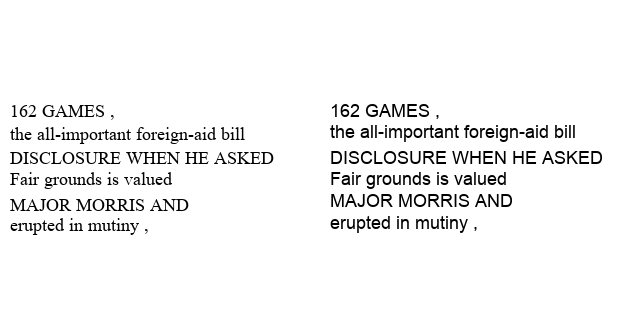 162 GAMES ,
the all-important foreign-aid bill
DISCLOSURE WHEN HE ASKED
Fair grounds is valued
MAJOR MORRIS AND
erupted in mutiny ,
162 GAMES ,
the all-important foreign-aid bill
DISCLOSURE WHEN HE ASKED
Fair grounds is valued
MAJOR MORRIS AND
erupted in mutiny ,